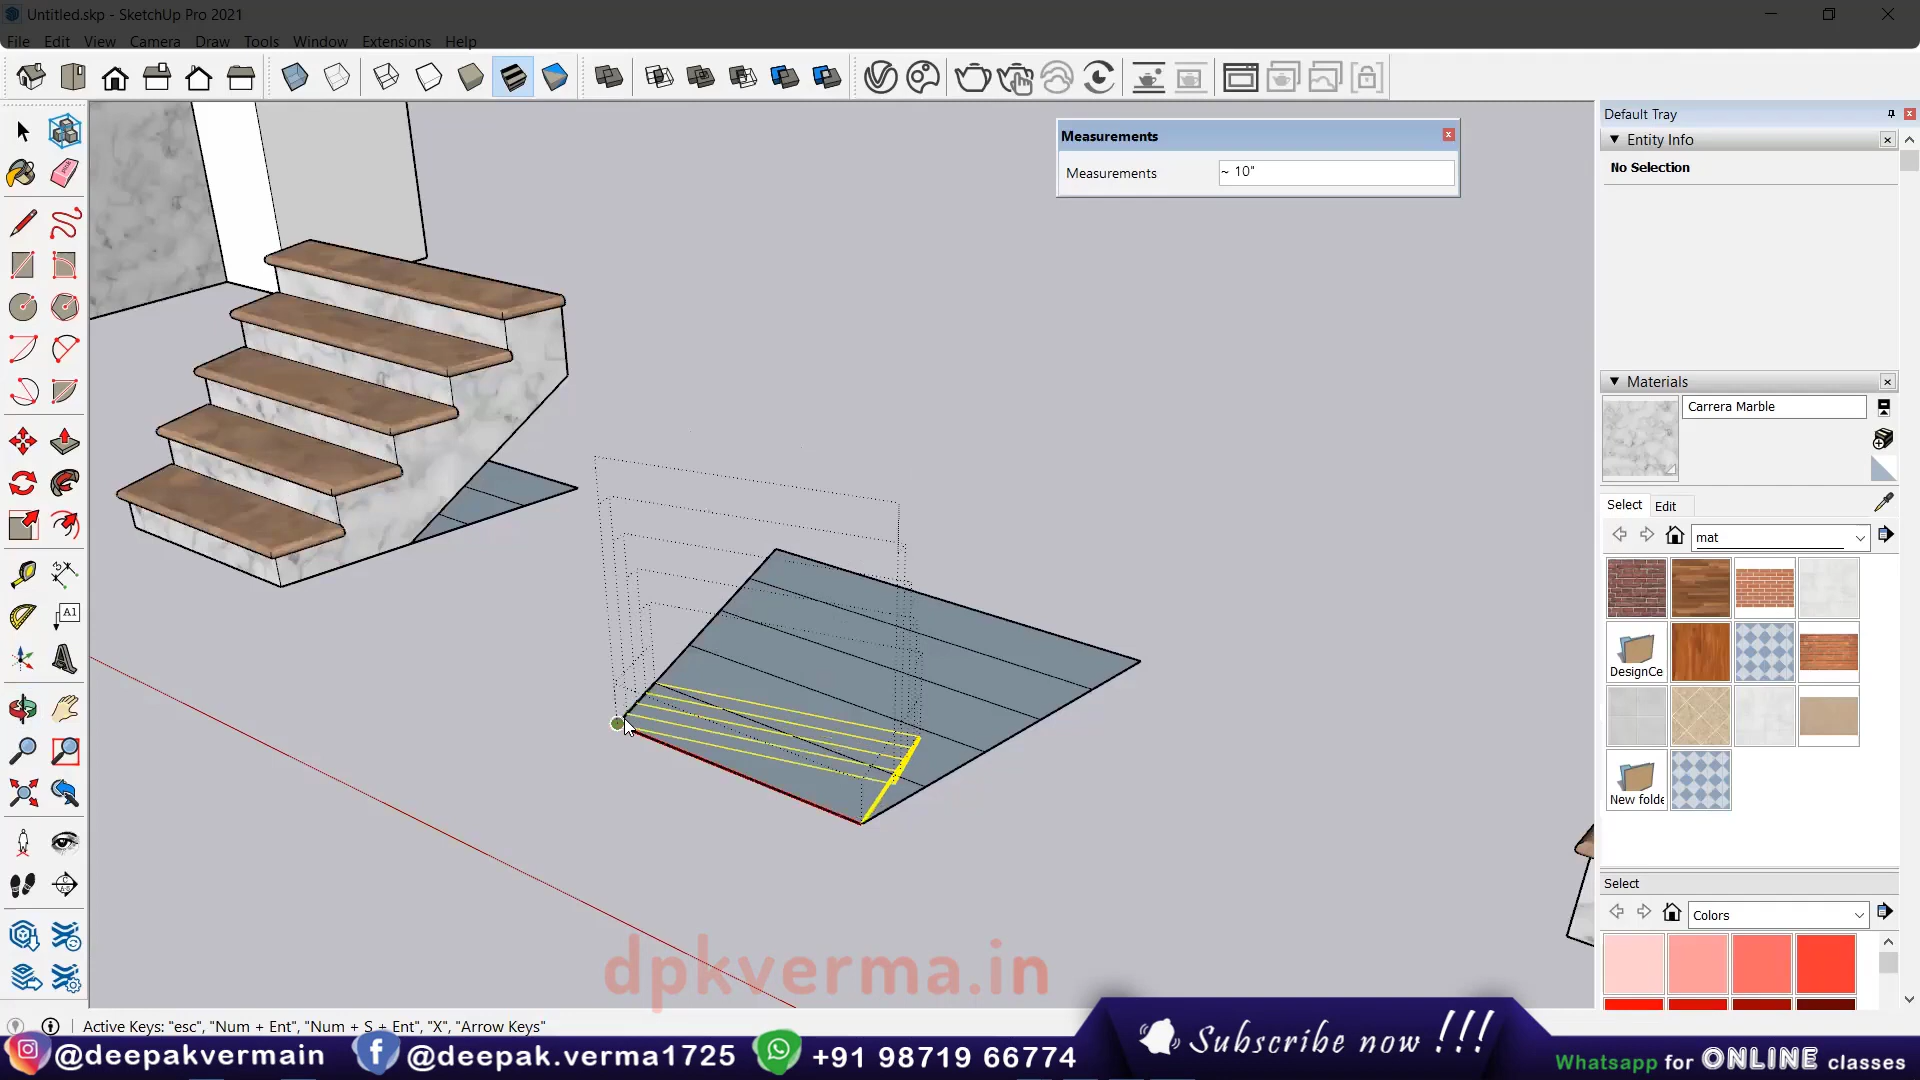 Untitled.skp - SketchUp Pro 2021
File Edit View Camera Draw Tools Window Extensions Help
Default Tray
Measurements
Entity Info
Measurements ~ 10"
No Selection
Materials
Carrera Marble
Select Edit
mat
A1
DesignCe
New folde
Select
Colors
dpkverma.in
Active Keys: "esc", "Num + Ent", "Num + S + Ent", "X", "Arrow Keys"
@deepakvermain @deepak.verma1725 +91 98719 66774 Subscribe now !!!
Whatsapp for ONLINE classes